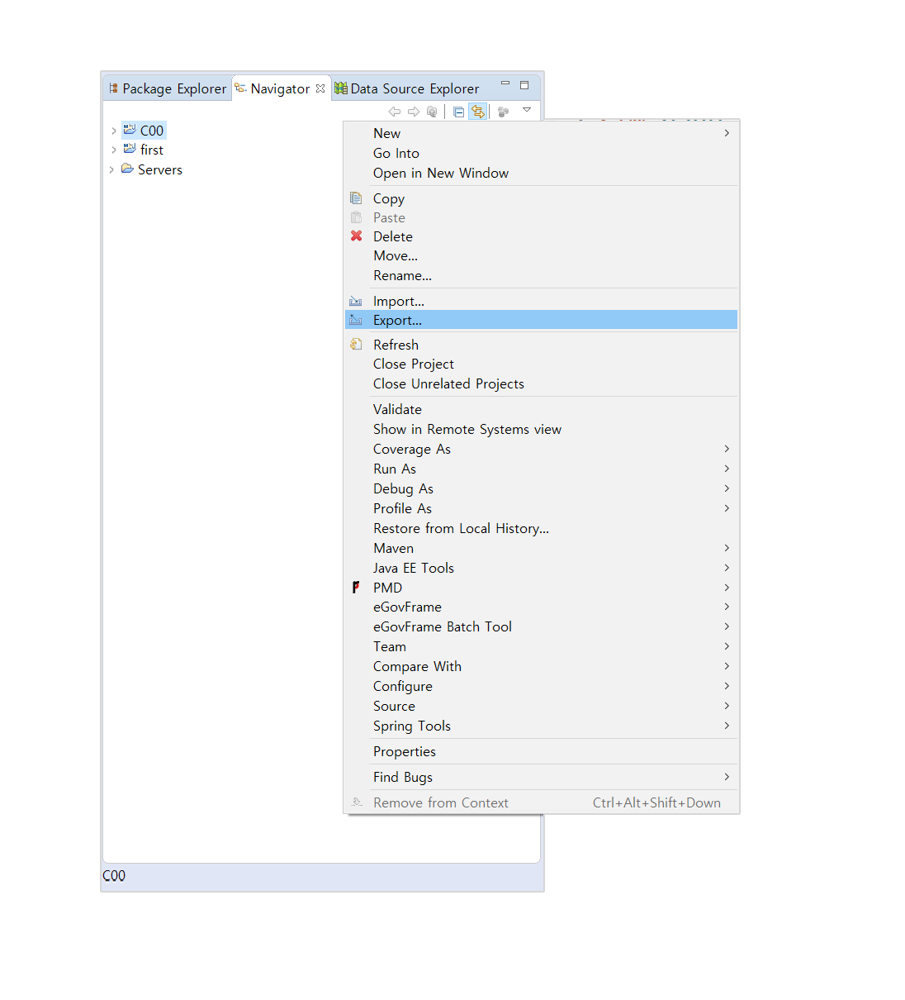 Package Explorer Navigator Data Source Explorer
C00
first
Servers
New
Go Into
Open in New Window
Copy
Paste
Delete
Move...
Rename...
Import...
Export...
Refresh
Close Project
Close Unrelated Projects
Validate
Show in Remote Systems view
Coverage As
Run As
Debug As
Profile As
Restore from Local History...
Maven
Java EE Tools
PMD
eGovFrame
eGovFrame Batch Tool
Team
Compare With
Configure
Source
Spring Tools
Properties
Find Bugs
Remove from Context Ctrl+Alt+Shift+Down
C00